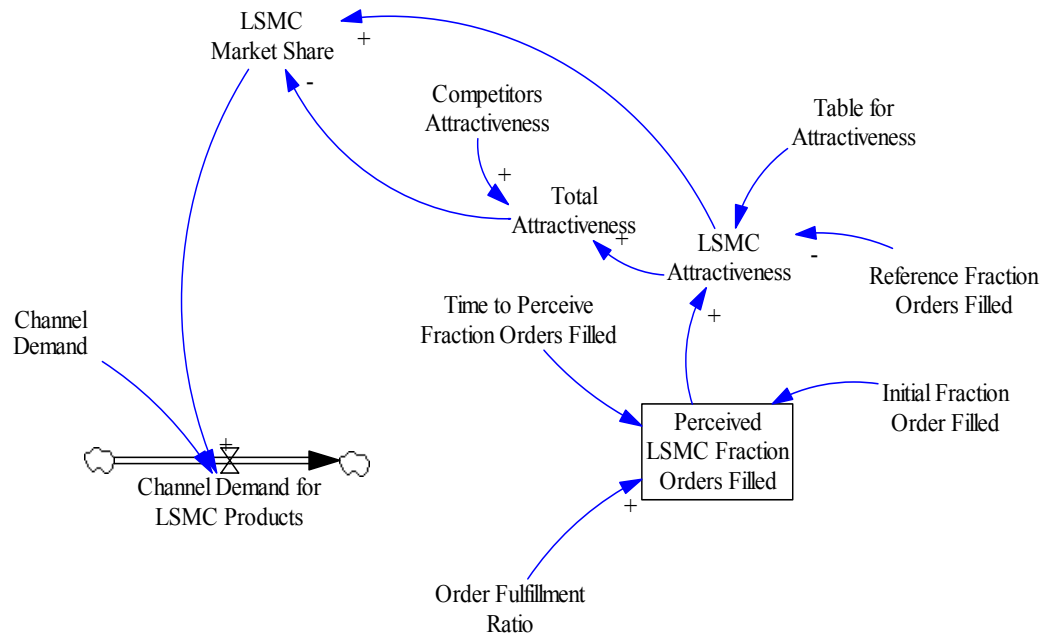 LSMC
Market Share
+
-
Competitors
Attractiveness
Table for
Attractiveness
+
Total
Attractiveness
+
LSMC
Attractiveness
-
Reference Fraction
Orders Filled
Time to Perceive
Fraction Orders Filled
+
Channel
Demand
Initial Fraction
Order Filled
Perceived
LSMC Fraction
Orders Filled
+
Channel Demand for
LSMC Products
+
Order Fulfillment
Ratio